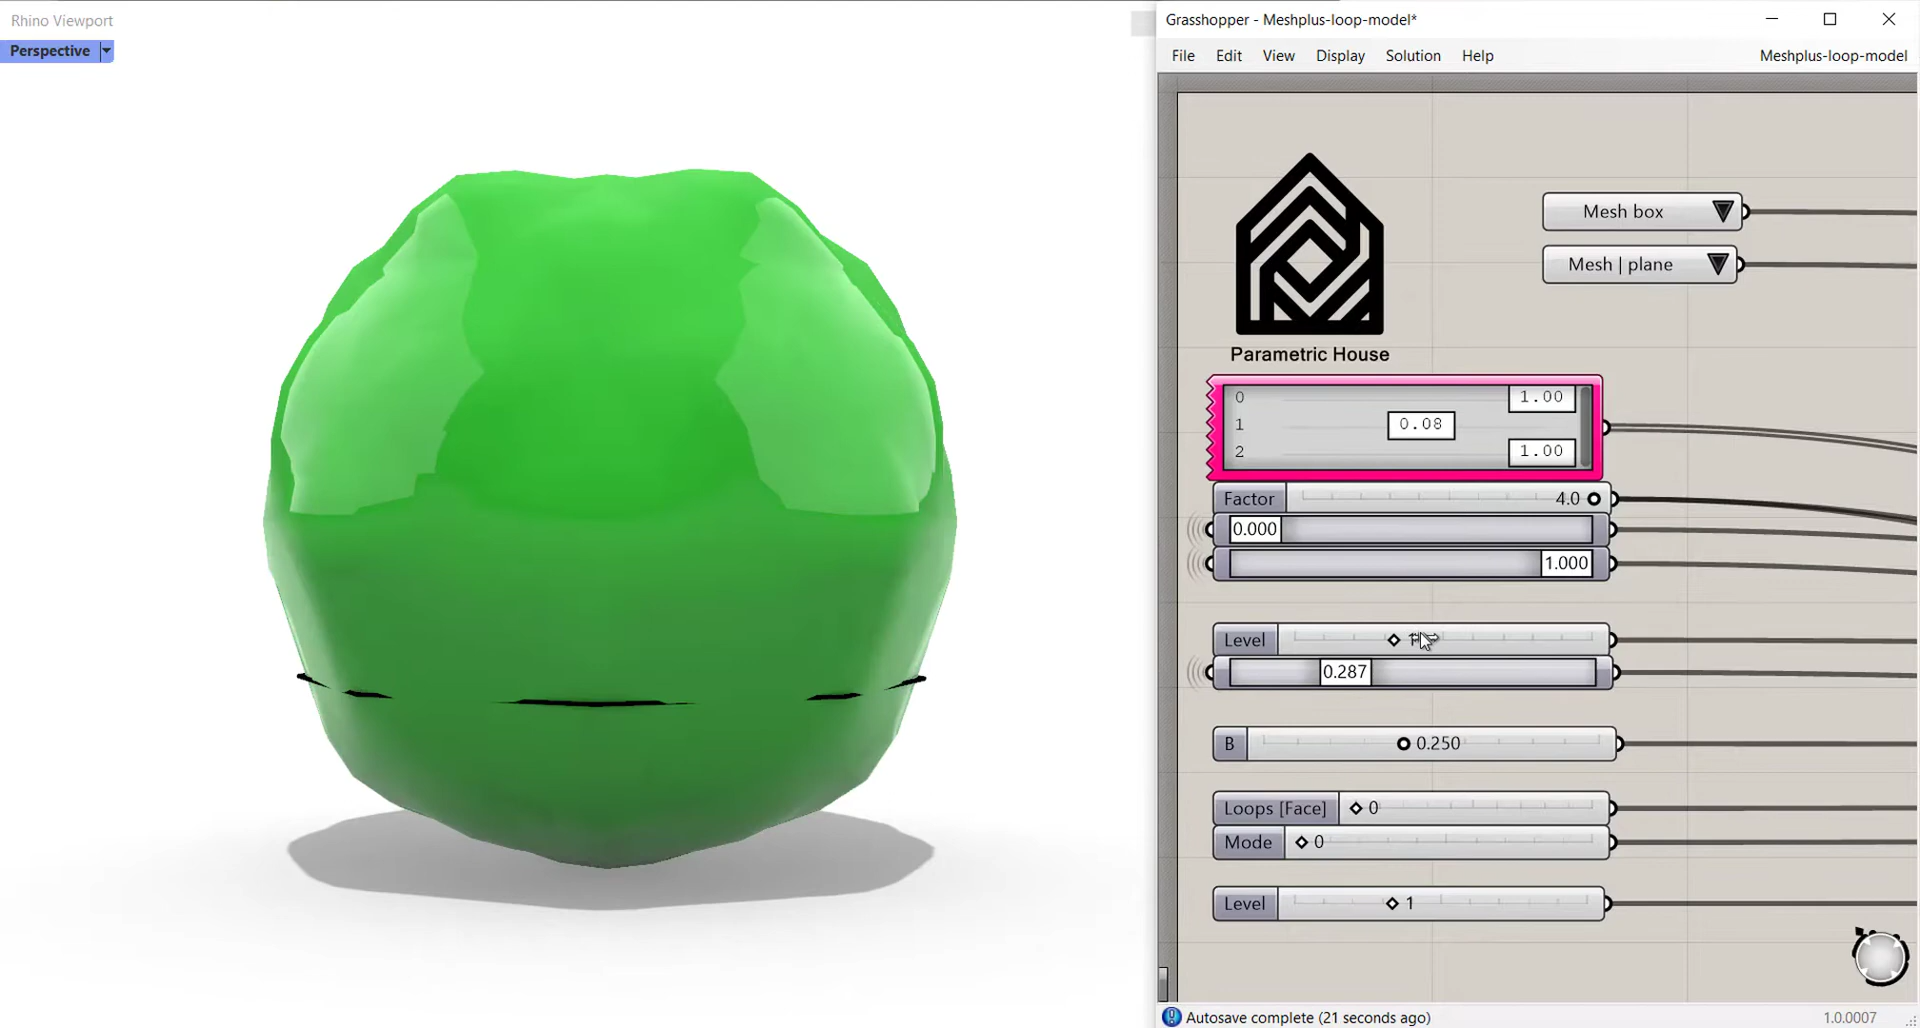 Rhino Viewport
Perspective
Grasshopper - Meshplus-loop-model*
File Edit View Display Solution Help Meshplus-loop-model
Mesh box
Mesh | plane
Parametric House
0 1.00
1 0.08
2 1.00
Factor 4.0
0.000
1.000
Level
0.287
B 0.250
Loops [Face] 0
Mode 0
Level 1
Autosave complete (21 seconds ago) 1.0.0007